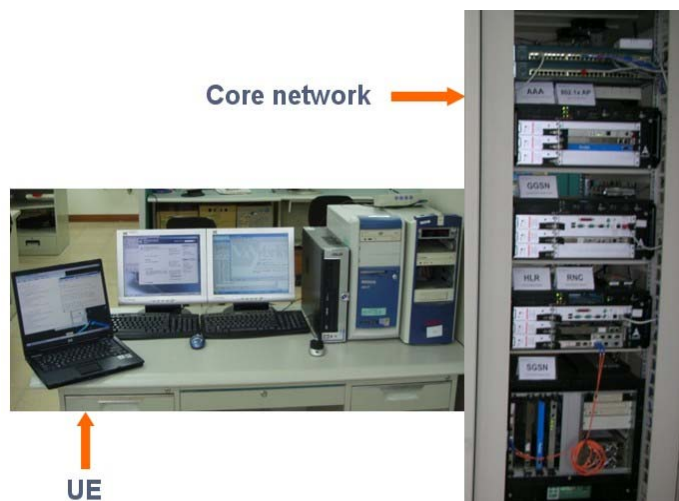 Core network
AAA
802.1x AP
GGSN
HLR
RNC
SGSN
UE